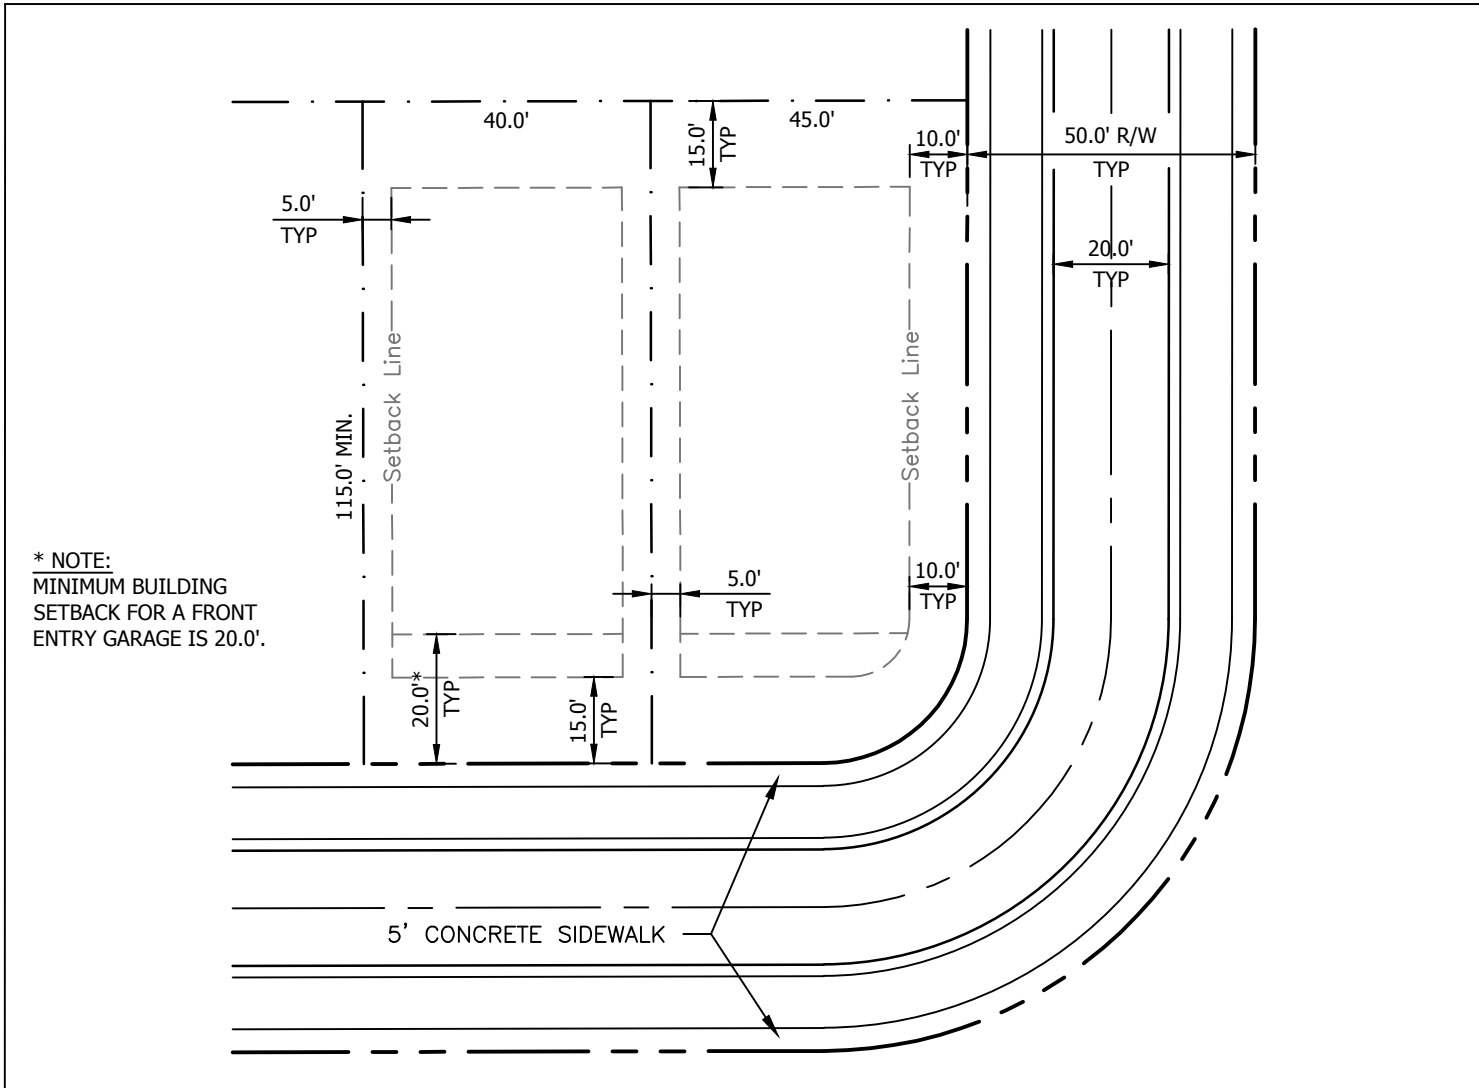 40.0'
45.0'
15.0'
TYP
10.0'
TYP
50.0' R/W
TYP
5.0'
TYP
20.0'
TYP
Setback Line
Setback Line
115.0' MIN.
* NOTE:
MINIMUM BUILDING
SETBACK FOR A FRONT
ENTRY GARAGE IS 20.0'.
5.0'
TYP
10.0'
TYP
20.0'*
TYP
15.0'
TYP
5' CONCRETE SIDEWALK